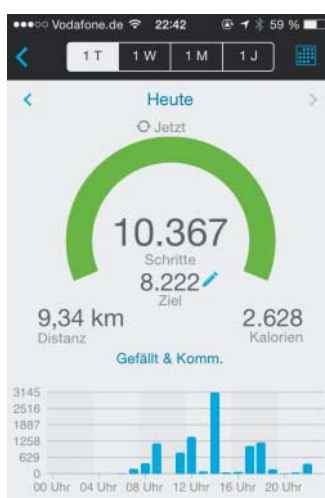 Vodafone.de 22:42 59 %
1 T 1 W 1 M 1 J
Heute
Jetzt
10.367
Schritte
8.222
Ziel
9,34 km 2.628
Distanz Kalorien
Gefällt & Komm.
3145
2516
1887
1258
629
0
00 Uhr 04 Uhr 08 Uhr 12 Uhr 16 Uhr 20 Uhr